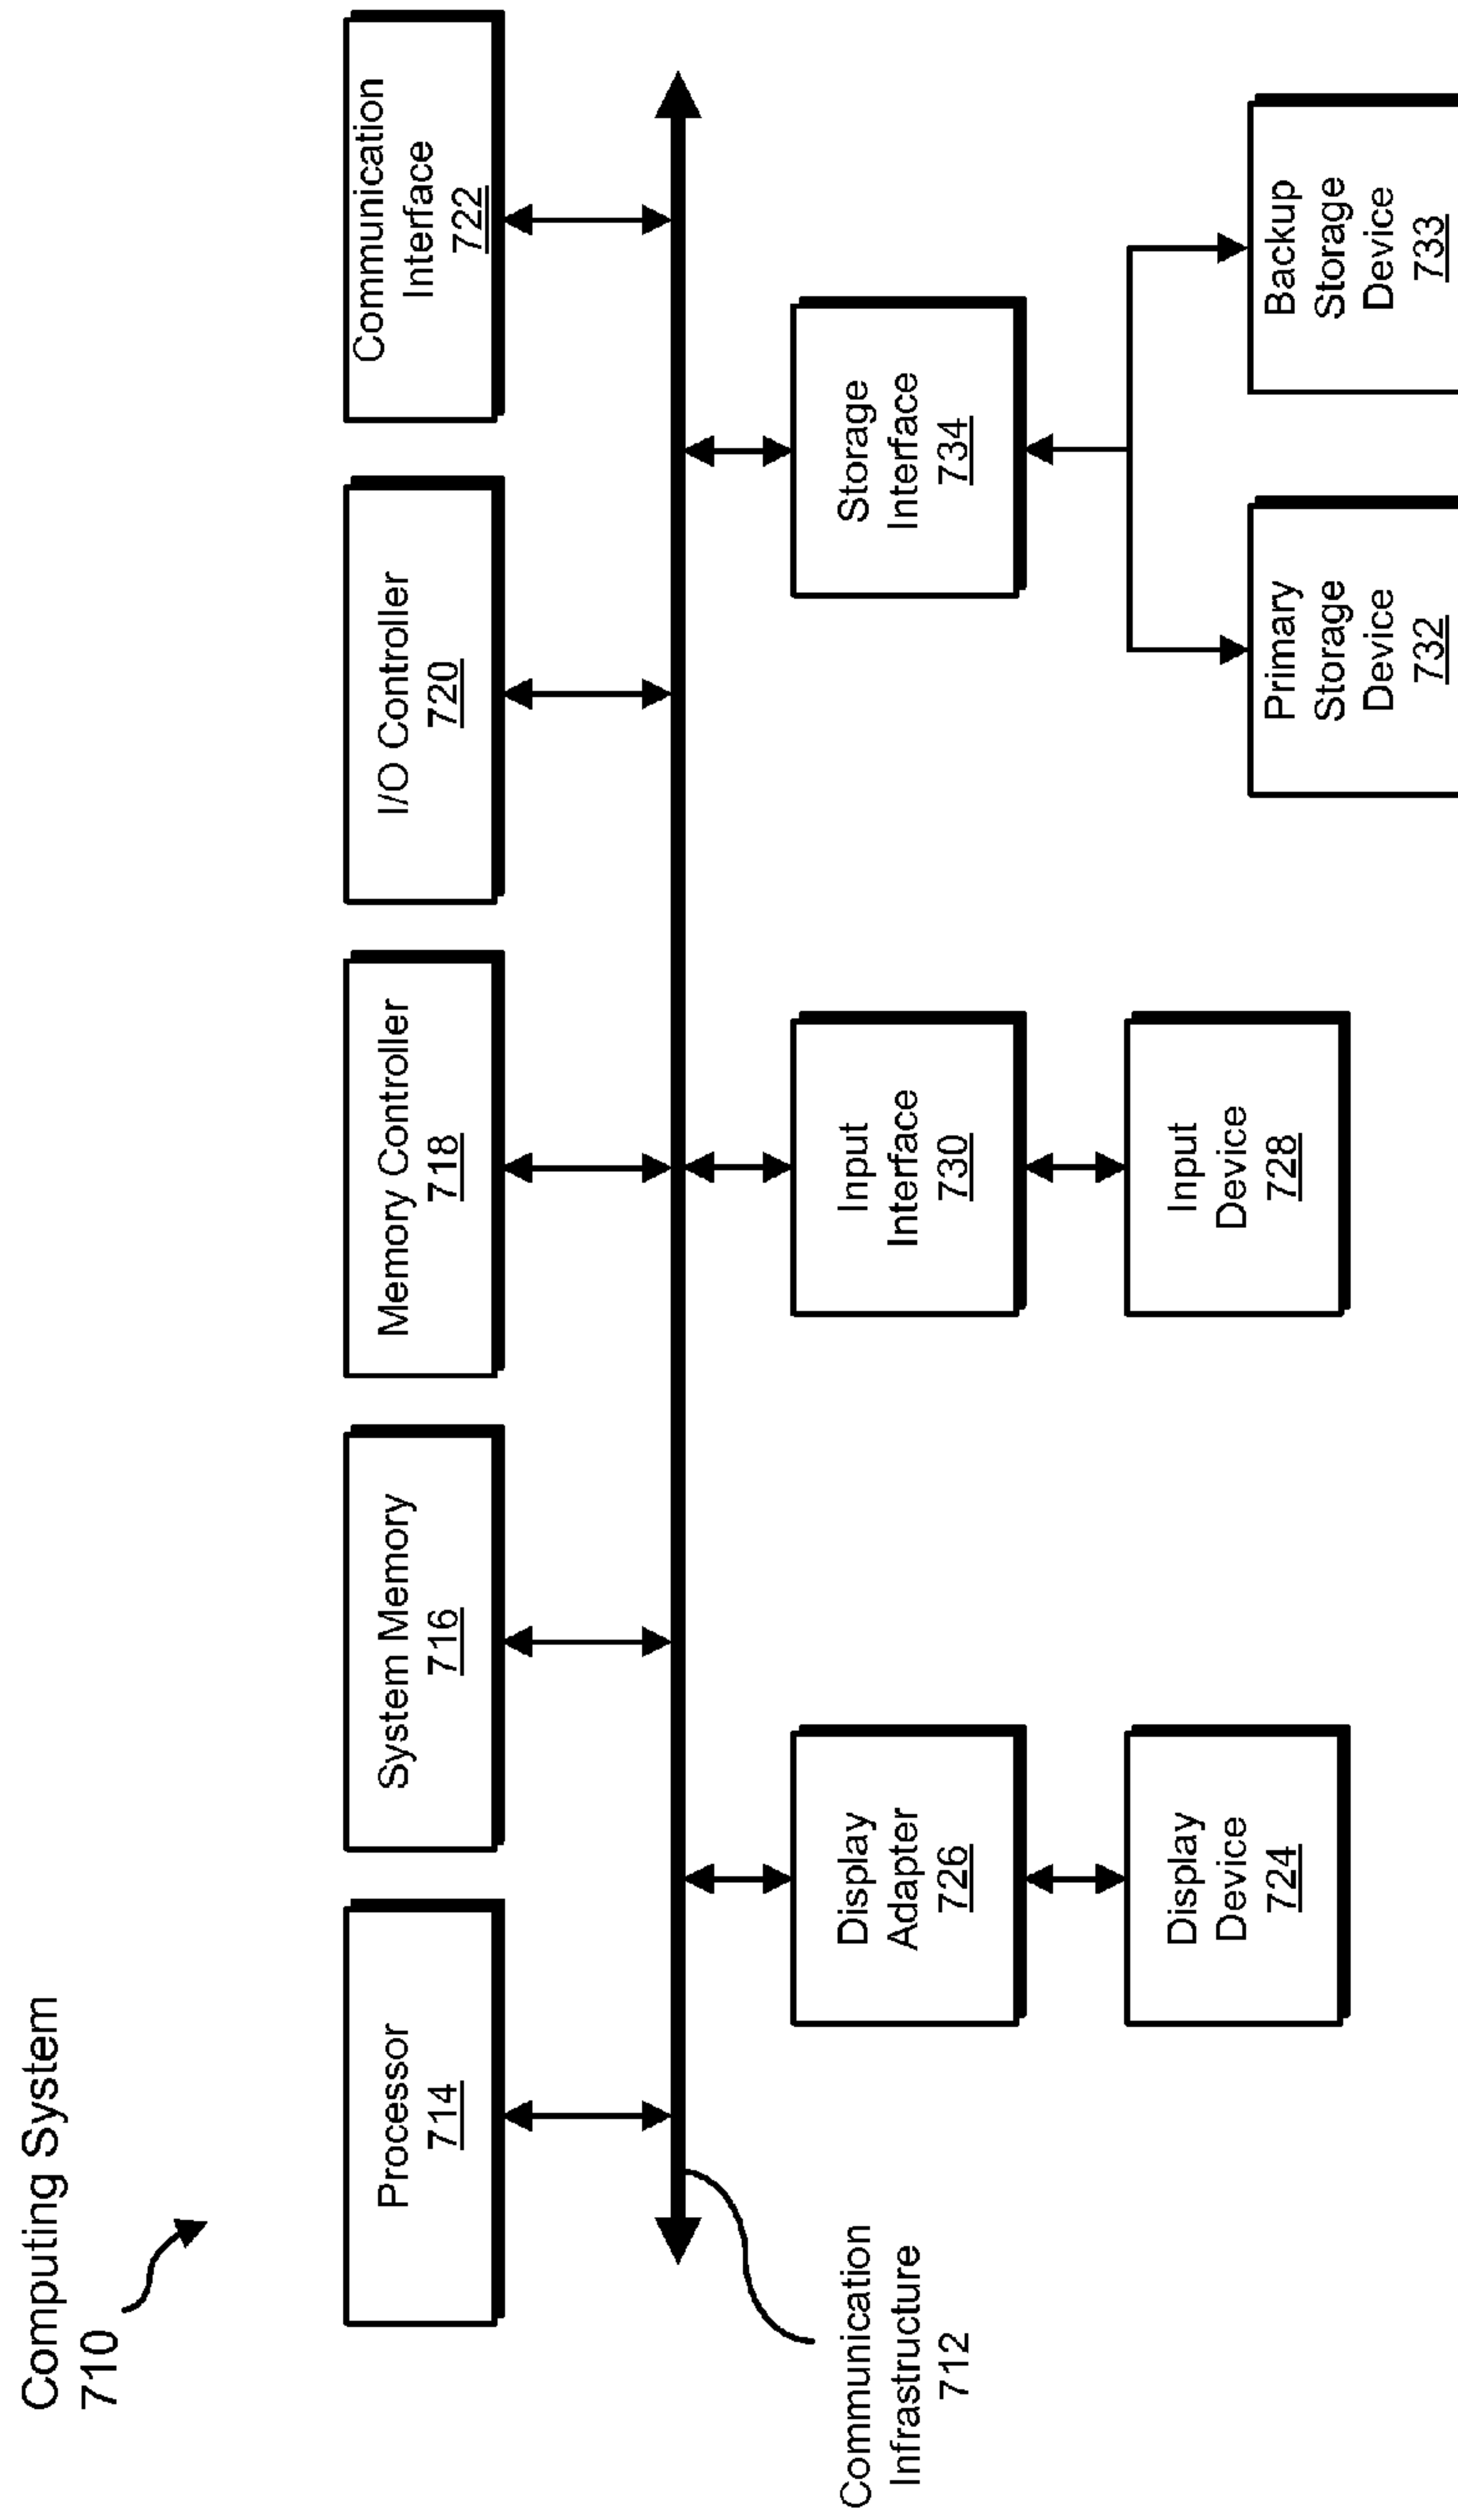 Computing System
710
Processor
714
System Memory
716
Memory Controller
718
I/O Controller
720
Communication
Interface
722
Communication
Infrastructure
712
Display
Adapter
726
Input
Interface
730
Storage
Interface
734
Display
Device
724
Input
Device
728
Primary
Storage
Device
732
Backup
Storage
Device
733